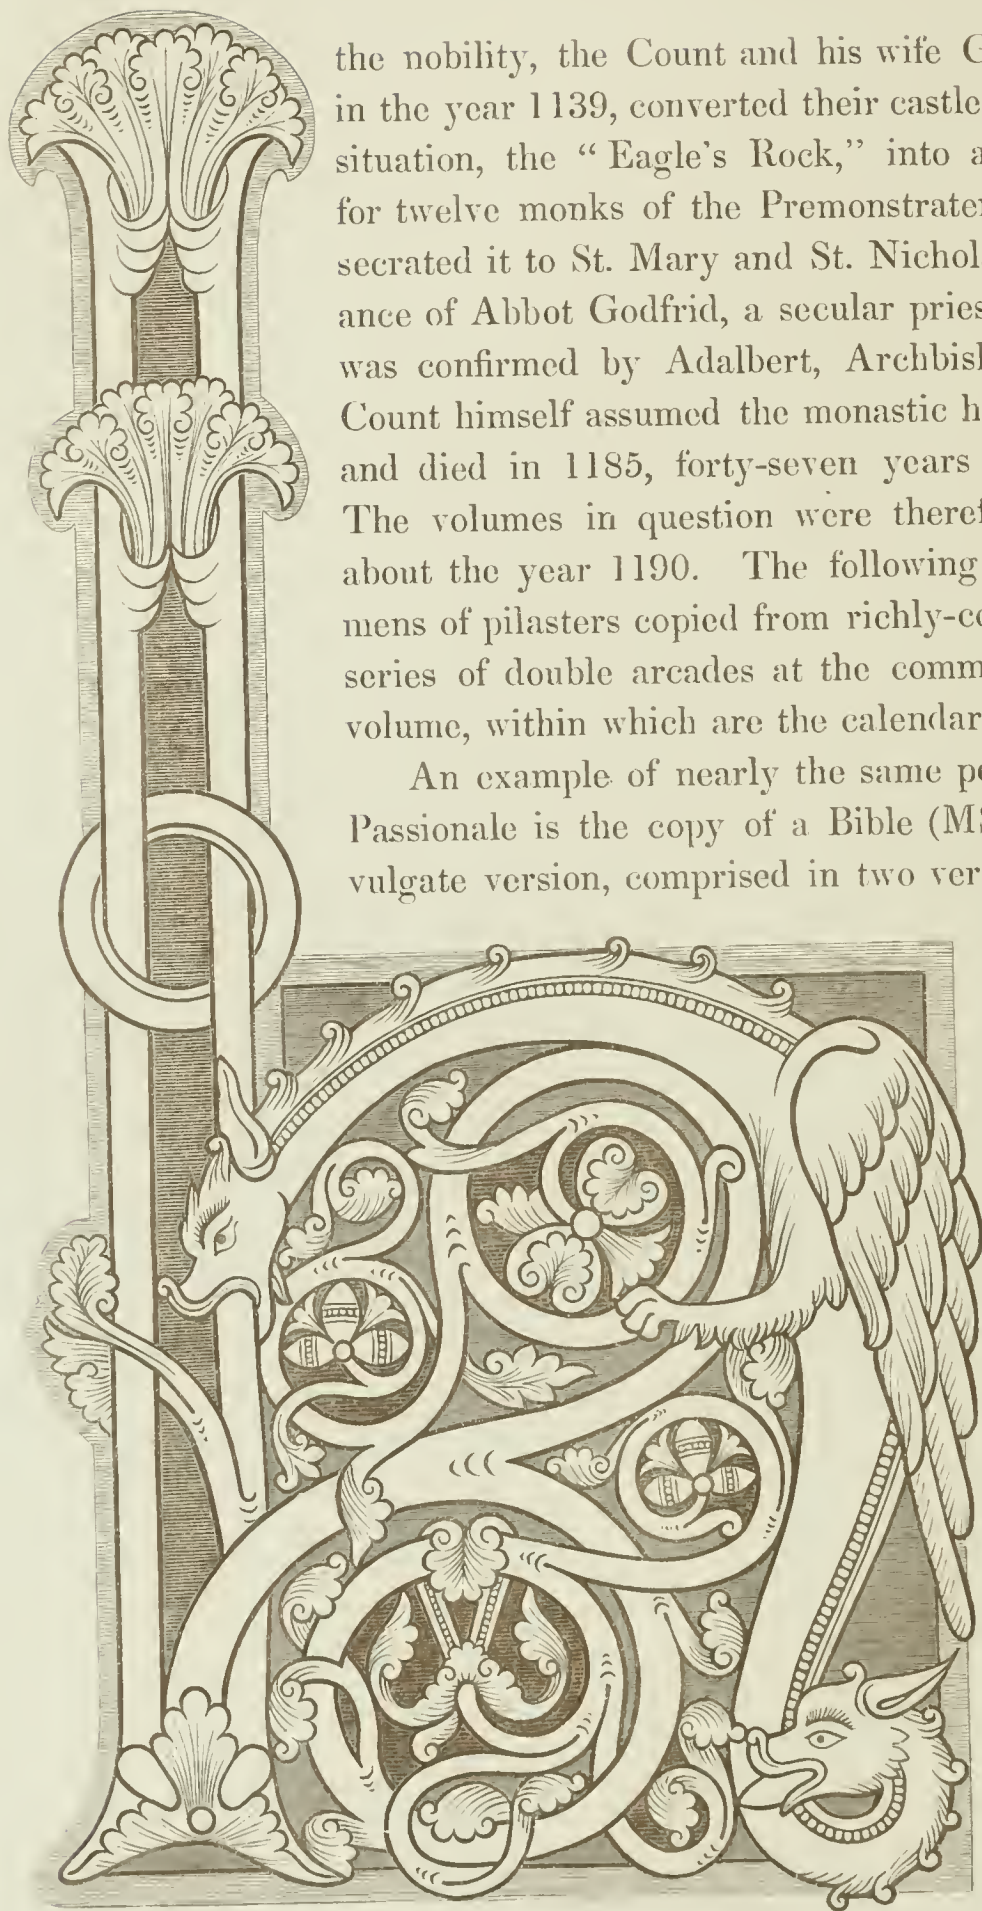 the nobility, the Count and his wife G
in the year 1139, converted their castle
situation, the “ Eagle's Rock,” into a
for twelve monks of the Premonstrate
secrated it to St. Mary and St. Nichol
ance of Abbot Godfrid, a secular pries
was confirmed by Adalbert, Archbis
Count himself assumed the monastic h
and died in 1185, forty-seven years
The volumes in question were theref
about the year 1190. The following
mens of pilasters copied from richly-co
series of double arcades at the comm
volume, within which are the calendar
An example of nearly the same pe
Passionale is the copy of a Bible (MS
vulgate version, comprised in two ver